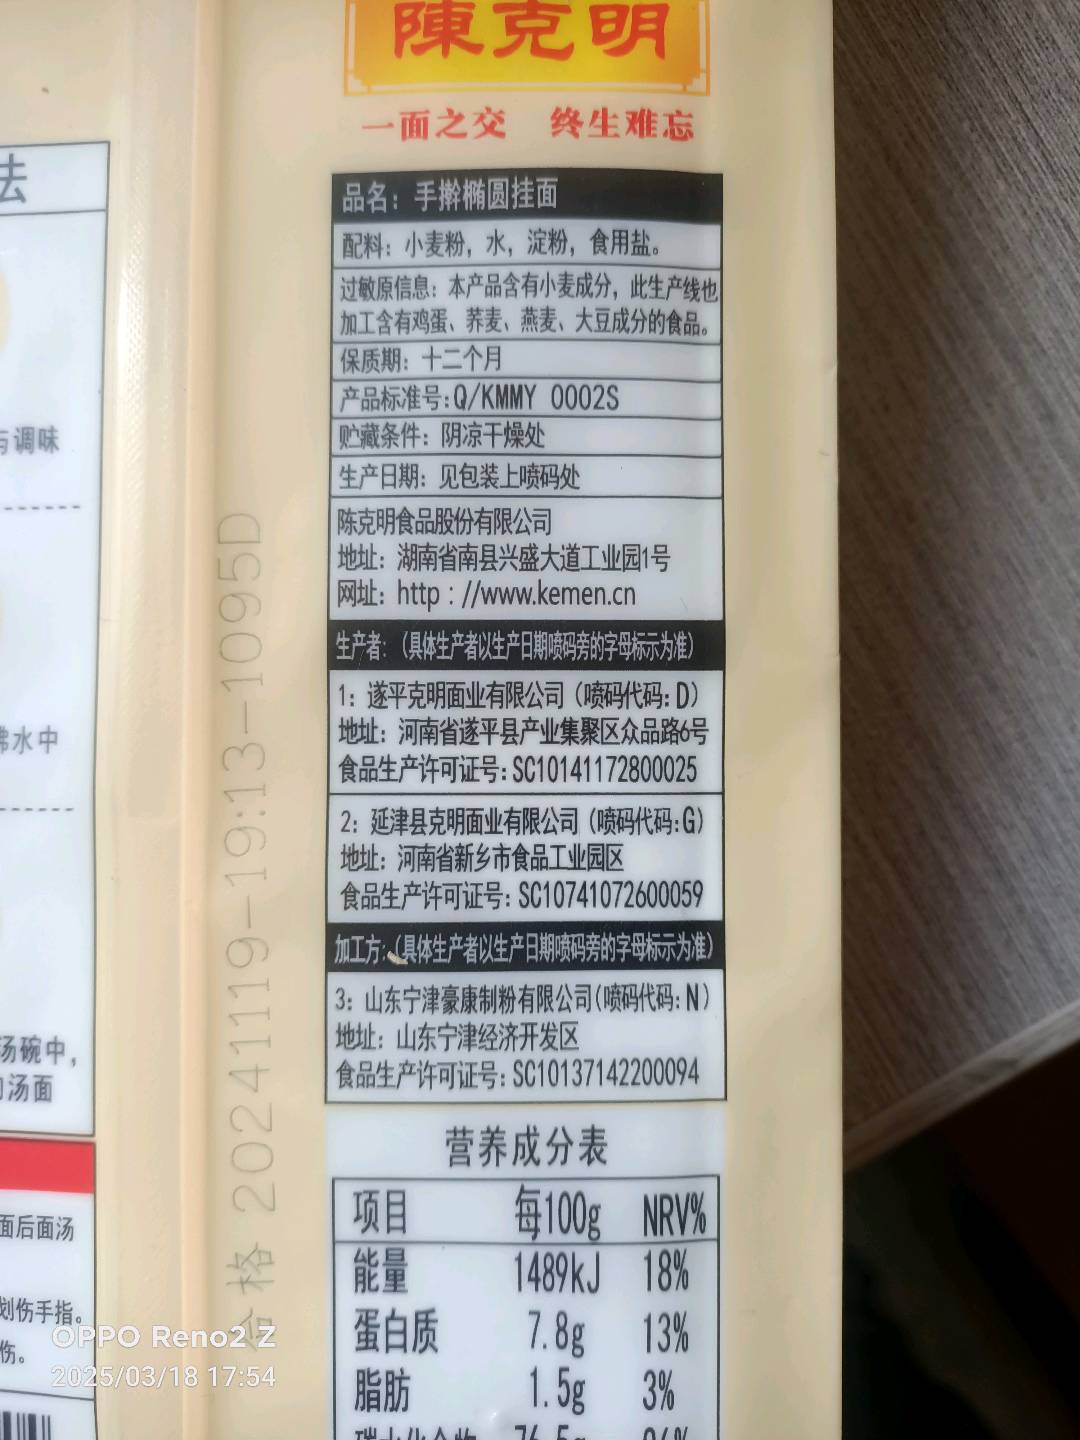 陳克明
一面之交 终生难忘
品名：手擀椭圆挂面
配料：小麦粉，水，淀粉，食用盐。
过敏原信息：本产品含有小麦成分，此生产线也
加工含有鸡蛋、荞麦、燕麦、大豆成分的食品。
保质期：十二个月
产品标准号：Q/KMMY 0002S
贮藏条件：阴凉干燥处
生产日期：见包装上喷码处
陈克明食品股份有限公司
地址：湖南省南县兴盛大道工业园1号
网址：http：//www.kemen.cn
生产者：（具体生产者以生产日期喷码旁的字母标示为准）
1：遂平克明面业有限公司（喷码代码：D）
地址：河南省遂平县产业集聚区众品路6号
食品生产许可证号：SC10141172800025
2：延津县克明面业有限公司（喷码代码：G）
地址：河南省新乡市食品工业园区
食品生产许可证号：SC10741072600059
加工方：（具体生产者以生产日期喷码旁的字母标示为准）
3：山东宁津豪康制粉有限公司（喷码代码：N）
地址：山东宁津经济开发区
食品生产许可证号：SC10137142200094
营养成分表
项目 每100g NRV%
能量 1489kJ 18%
蛋白质 7.8g 13%
脂肪 1.5g 3%
合格 20241119-19:13-1095D
法
与调味
沸水中
汤碗中，
汤面
面后面汤
划伤手指。
伤。
OPPO Reno2 Z
2025/03/18 17:54